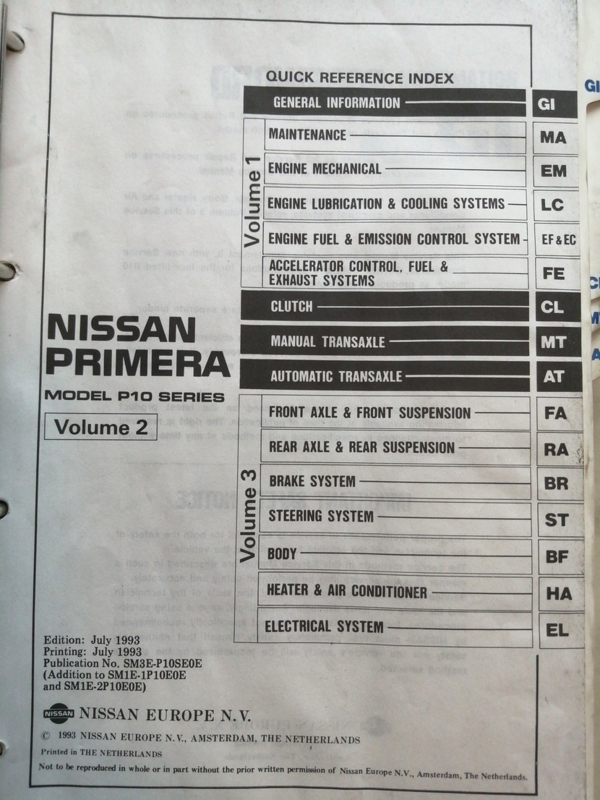 QUICK REFERENCE INDEX
GENERAL INFORMATION GI
Volume 1
MAINTENANCE MA
ENGINE MECHANICAL EM
ENGINE LUBRICATION & COOLING SYSTEMS LC
ENGINE FUEL & EMISSION CONTROL SYSTEM EF & EC
ACCELERATOR CONTROL, FUEL &
EXHAUST SYSTEMS FE
CLUTCH CL
MANUAL TRANSAXLE MT
AUTOMATIC TRANSAXLE AT
Volume 3
FRONT AXLE & FRONT SUSPENSION FA
REAR AXLE & REAR SUSPENSION RA
BRAKE SYSTEM BR
STEERING SYSTEM ST
BODY BF
HEATER & AIR CONDITIONER HA
ELECTRICAL SYSTEM EL
NISSAN
PRIMERA
MODEL P10 SERIES
Volume 2
Edition: July 1993
Printing: July 1993
Publication No. SM3E-P10SE0E
(Addition to SM1E-1P10E0E
and SM1E-2P10E0E)
NISSAN NISSAN EUROPE N.V.
© 1993 NISSAN EUROPE N.V., AMSTERDAM, THE NETHERLANDS
Printed in THE NETHERLANDS
Not to be reproduced in whole or in part without the prior written permission of Nissan Europe N.V., Amsterdam, The Netherlands.
GI